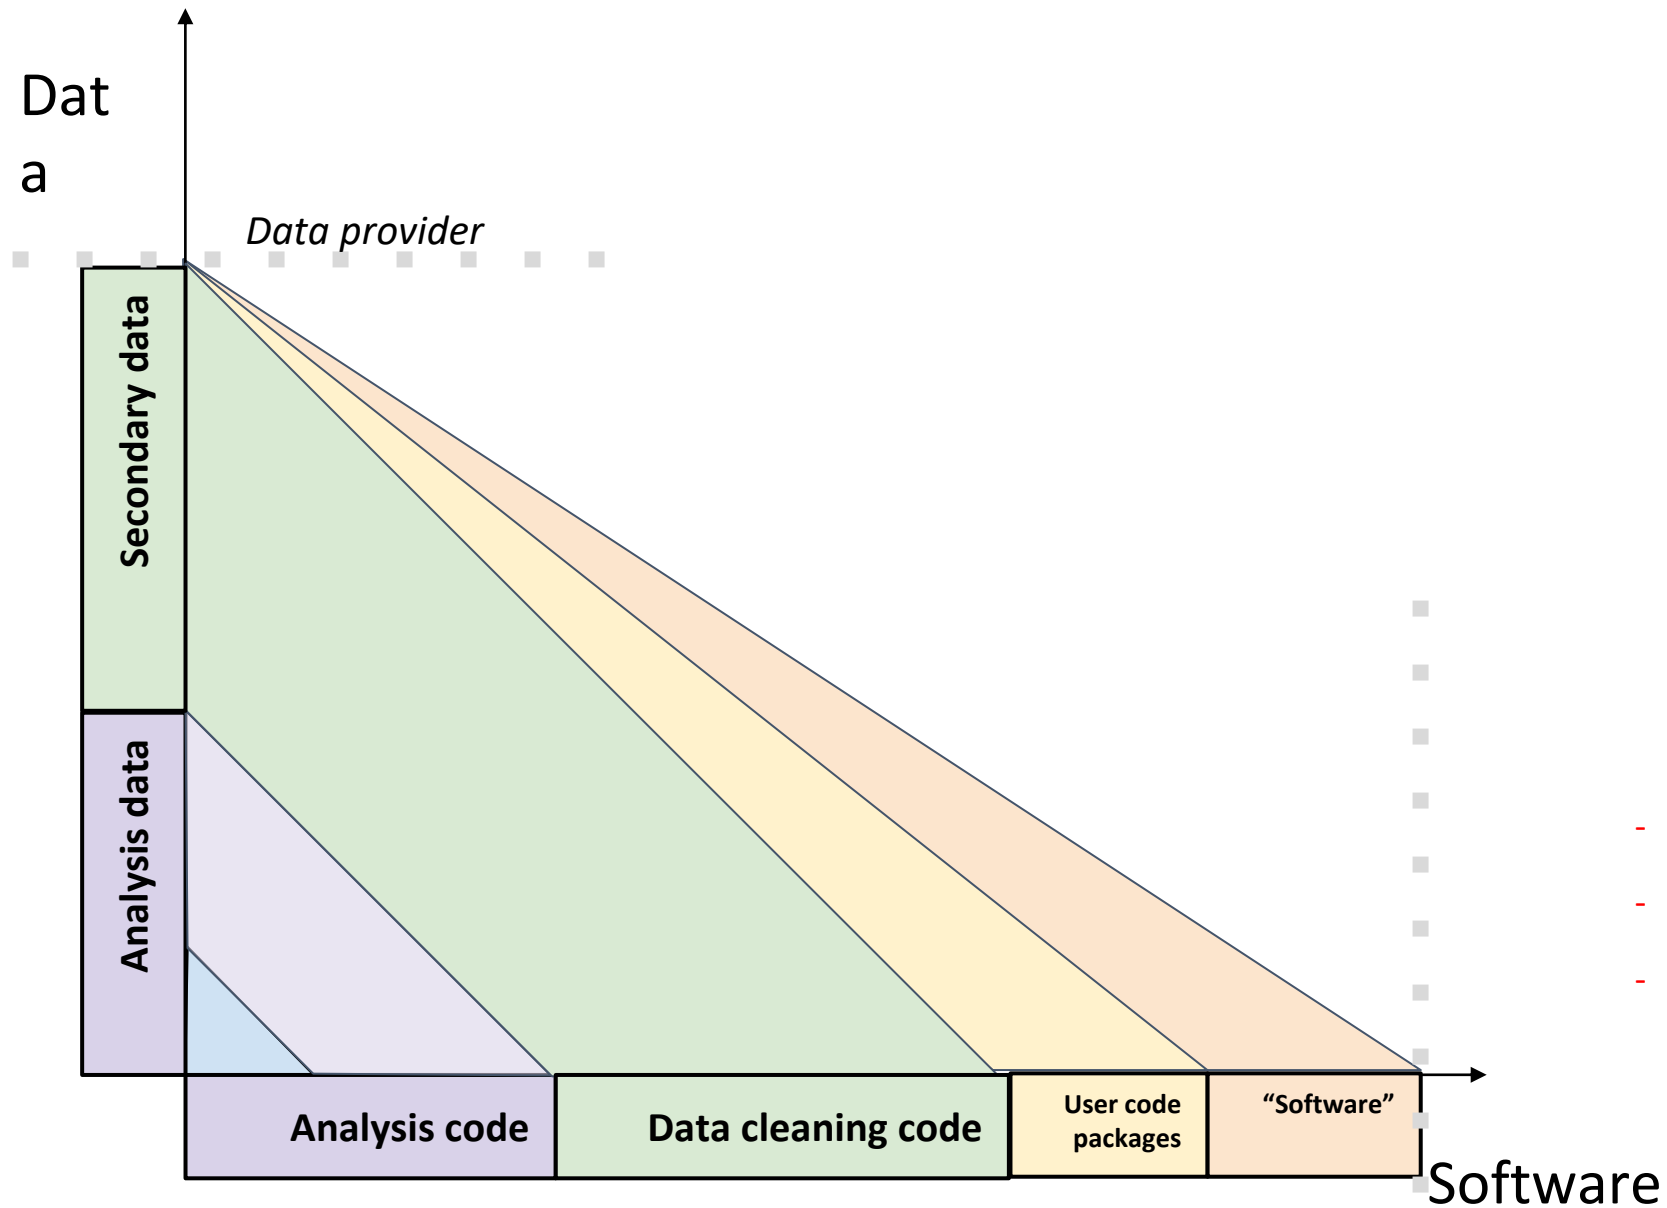 Dat
a
Data provider
Secondary data
Analysis data
-
-
-
Analysis code
Data cleaning code
User code
packages
“Software”
Software